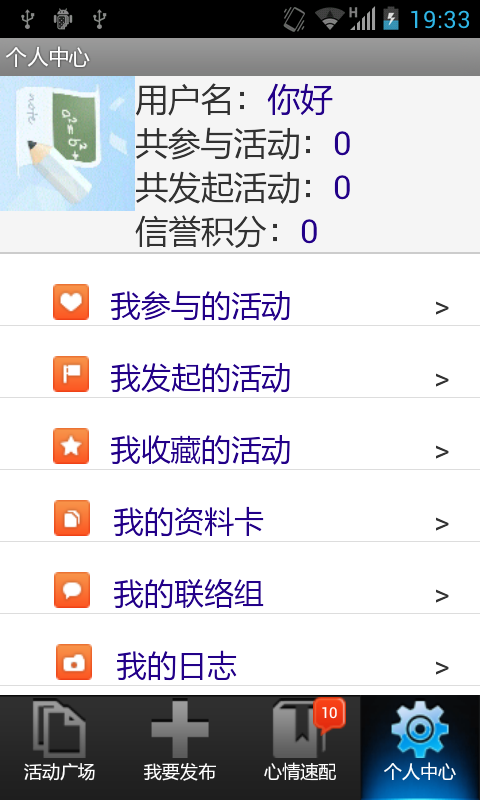 H 19:33
个人中心
note
a²=b²+
用户名：你好
共参与活动：0
共发起活动：0
信誉积分：0
我参与的活动 >
我发起的活动 >
我收藏的活动 >
我的资料卡 >
我的联络组 >
我的日志 >
10
活动广场 我要发布 心情速配 个人中心